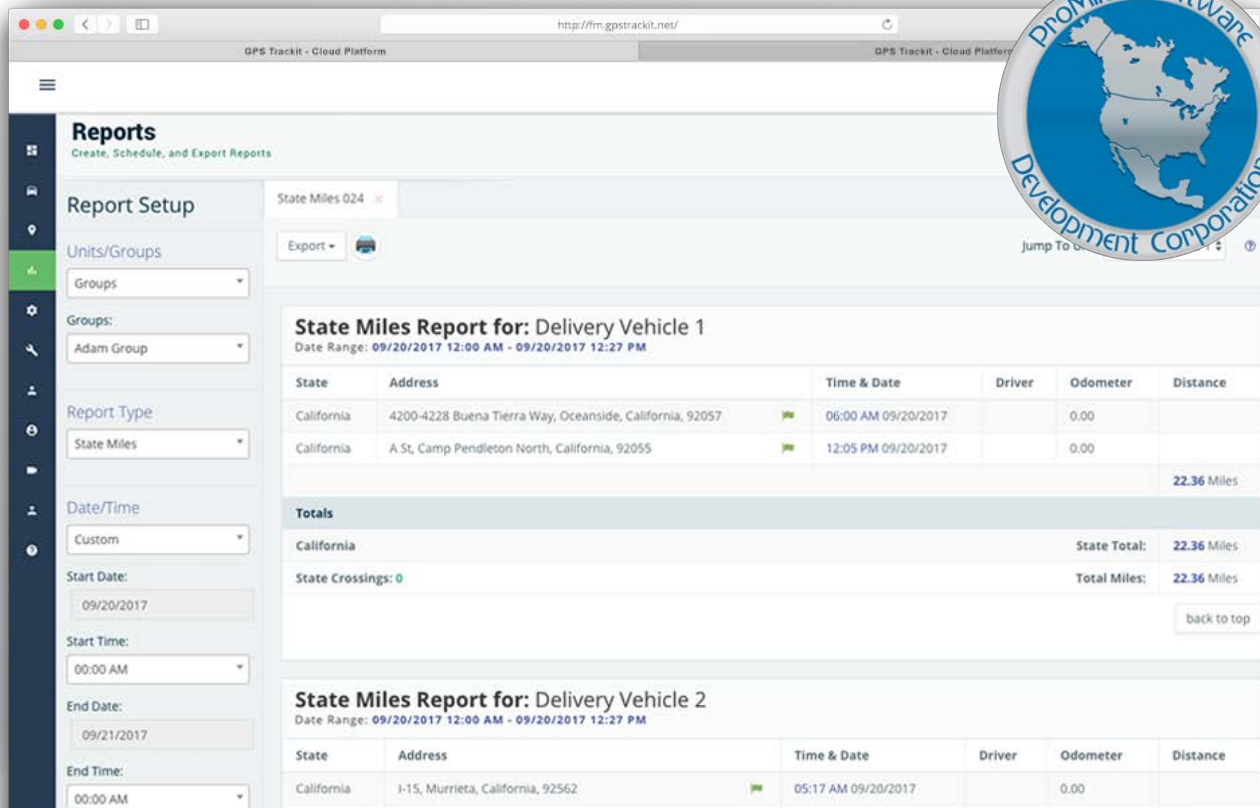 http://fm.gpstrackit.net/
GPS Trackit - Cloud Platform
GPS Trackit - Cloud Platform
Reports
Create, Schedule, and Export Reports
Report Setup
Units/Groups
Groups
Groups:
Adam Group
Report Type
State Miles
Date/Time
Custom
Start Date:
09/20/2017
Start Time:
00:00 AM
End Date:
09/21/2017
End Time:
00:00 AM
State Miles 024 ×
Export
Jump To
Development Corporation
State Miles Report for: Delivery Vehicle 1
Date Range: 09/20/2017 12:00 AM - 09/20/2017 12:27 PM
State Address Time & Date Driver Odometer Distance
California 4200-4228 Buena Tierra Way, Oceanside, California, 92057 06:00 AM 09/20/2017 0.00
California A St, Camp Pendleton North, California, 92055 12:05 PM 09/20/2017 0.00
22.36 Miles
Totals
California State Total: 22.36 Miles
State Crossings: 0 Total Miles: 22.36 Miles
back to top
State Miles Report for: Delivery Vehicle 2
Date Range: 09/20/2017 12:00 AM - 09/20/2017 12:27 PM
State Address Time & Date Driver Odometer Distance
California I-15, Murrieta, California, 92562 05:17 AM 09/20/2017 0.00